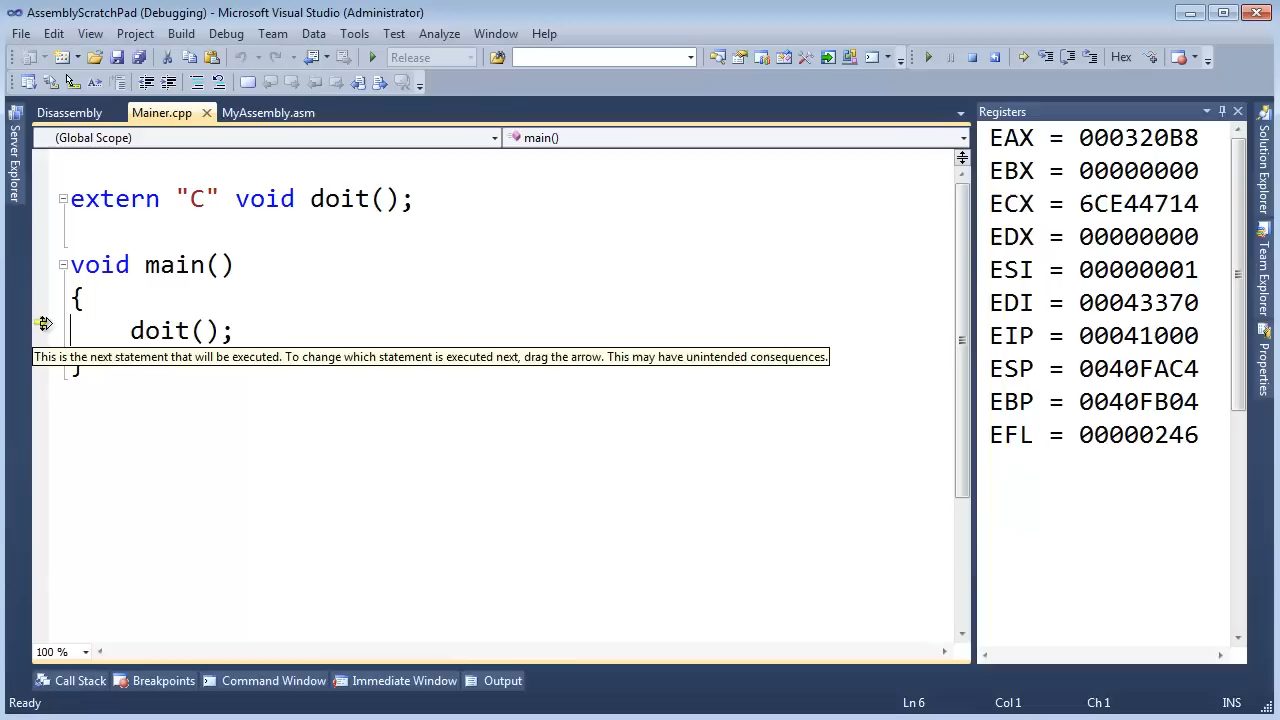 AssemblyScratchPad (Debugging) - Microsoft Visual Studio (Administrator)
File Edit View Project Build Debug Team Data Tools Test Analyze Window Help
Release
Hex
Disassembly Mainer.cpp MyAssembly.asm
(Global Scope) main()
extern "C" void doit();
void main()
{
doit();
This is the next statement that will be executed. To change which statement is executed next, drag the arrow. This may have unintended consequences.
}
100 %
Server Explorer
Registers
EAX = 000320B8
EBX = 00000000
ECX = 6CE44714
EDX = 00000000
ESI = 00000001
EDI = 00043370
EIP = 00041000
ESP = 0040FAC4
EBP = 0040FB04
EFL = 00000246
Solution Explorer
Team Explorer
Properties
Call Stack Breakpoints Command Window Immediate Window Output
Ready Ln 6 Col 1 Ch 1 INS